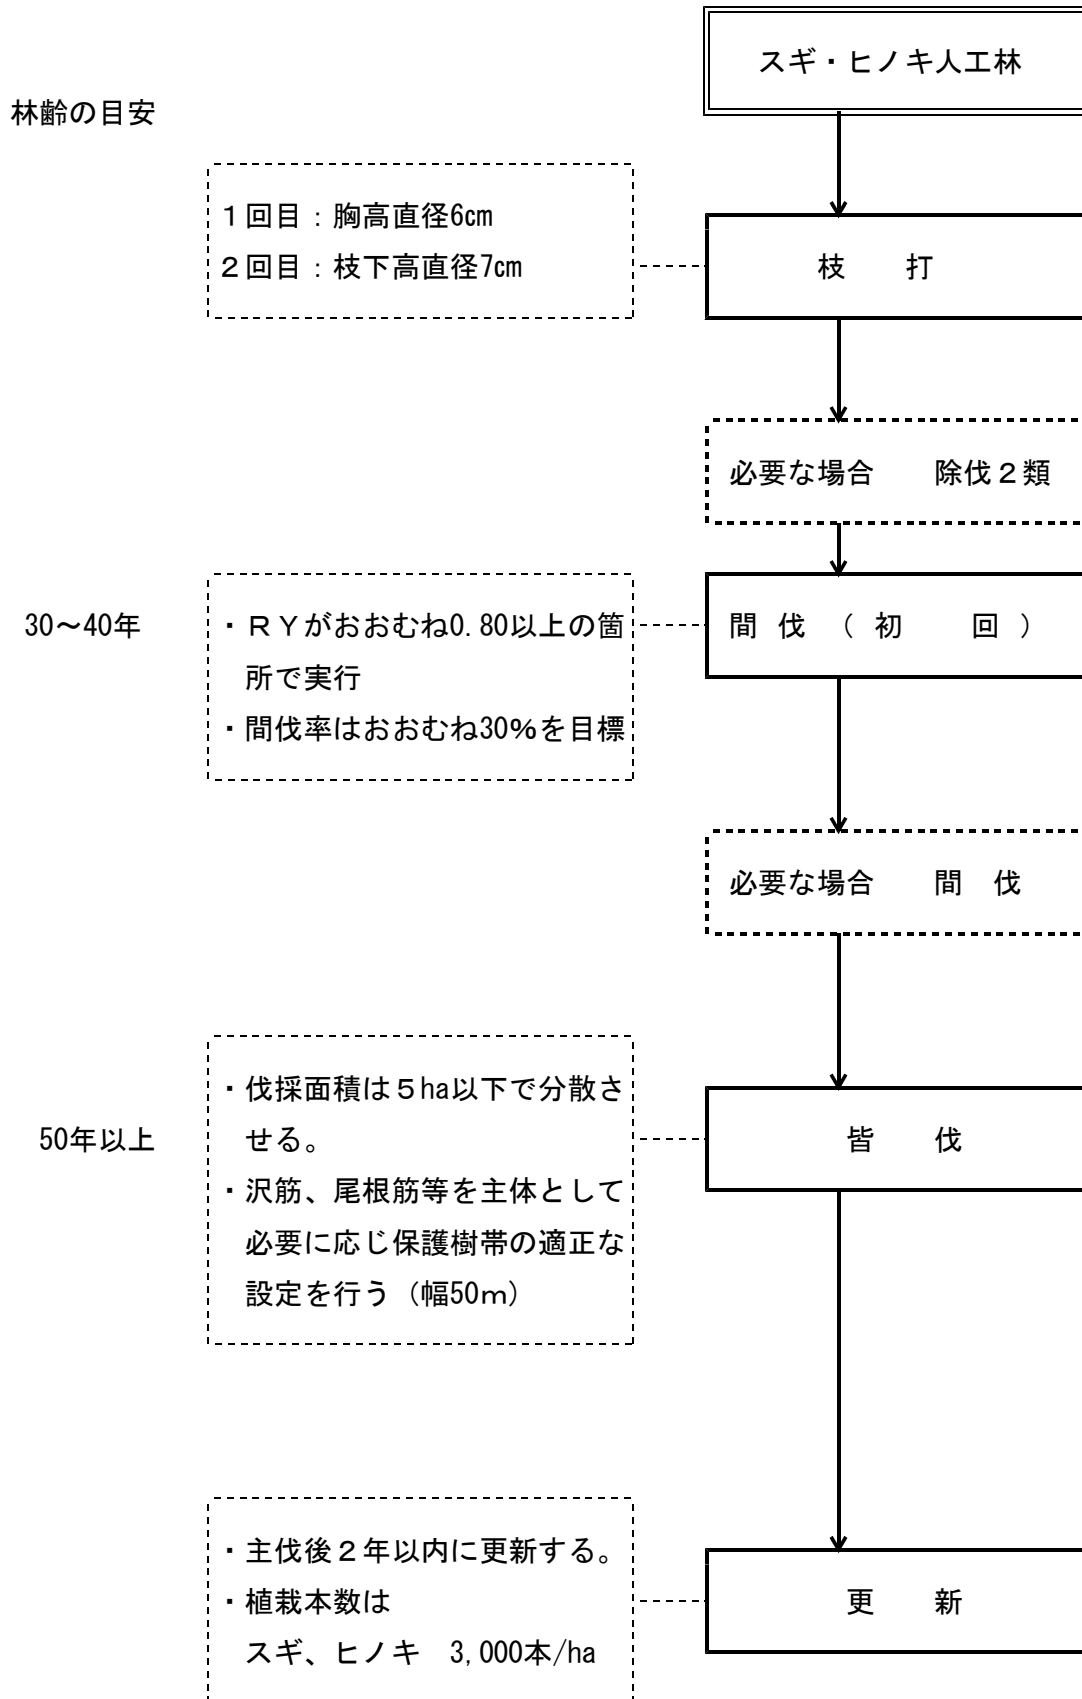 スギ・ヒノキ人工林
林齢の目安
１回目：胸高直径6㎝
２回目：枝下高直径7㎝
枝　　打
必要な場合　　除伐２類
30～40年
・ＲＹがおおむね0.80以上の箇
所で実行
・間伐率はおおむね30％を目標
間 伐 （ 初　　回 ）
必要な場合　　間　伐
50年以上
・伐採面積は５ha以下で分散さ
せる。
・沢筋、尾根筋等を主体として
必要に応じ保護樹帯の適正な
設定を行う（幅50ｍ）
皆　　伐
・主伐後２年以内に更新する。
・植栽本数は
スギ、ヒノキ　3,000本/ha
更　　新